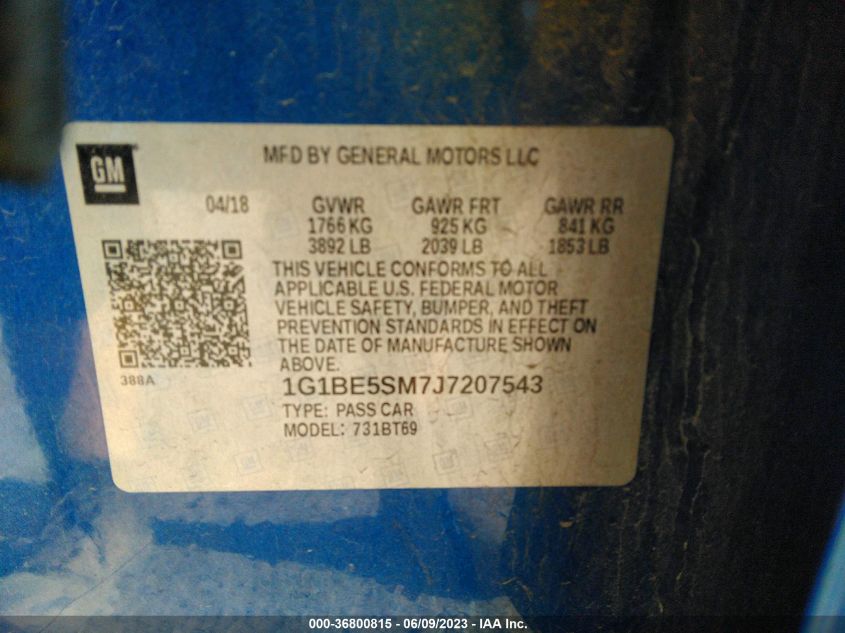 GM
MFD BY GENERAL MOTORS LLC
04/18 GVWR GAWR FRT GAWR RR
1766 KG 925 KG 841 KG
3892 LB 2039 LB 1853 LB
THIS VEHICLE CONFORMS TO ALL
APPLICABLE U.S. FEDERAL MOTOR
VEHICLE SAFETY, BUMPER, AND THEFT
PREVENTION STANDARDS IN EFFECT ON
THE DATE OF MANUFACTURE SHOWN
ABOVE.
388A
1G1BE5SM7J7207543
TYPE: PASS CAR
MODEL: 731BT69
000-36800815 - 06/09/2023 - IAA Inc.